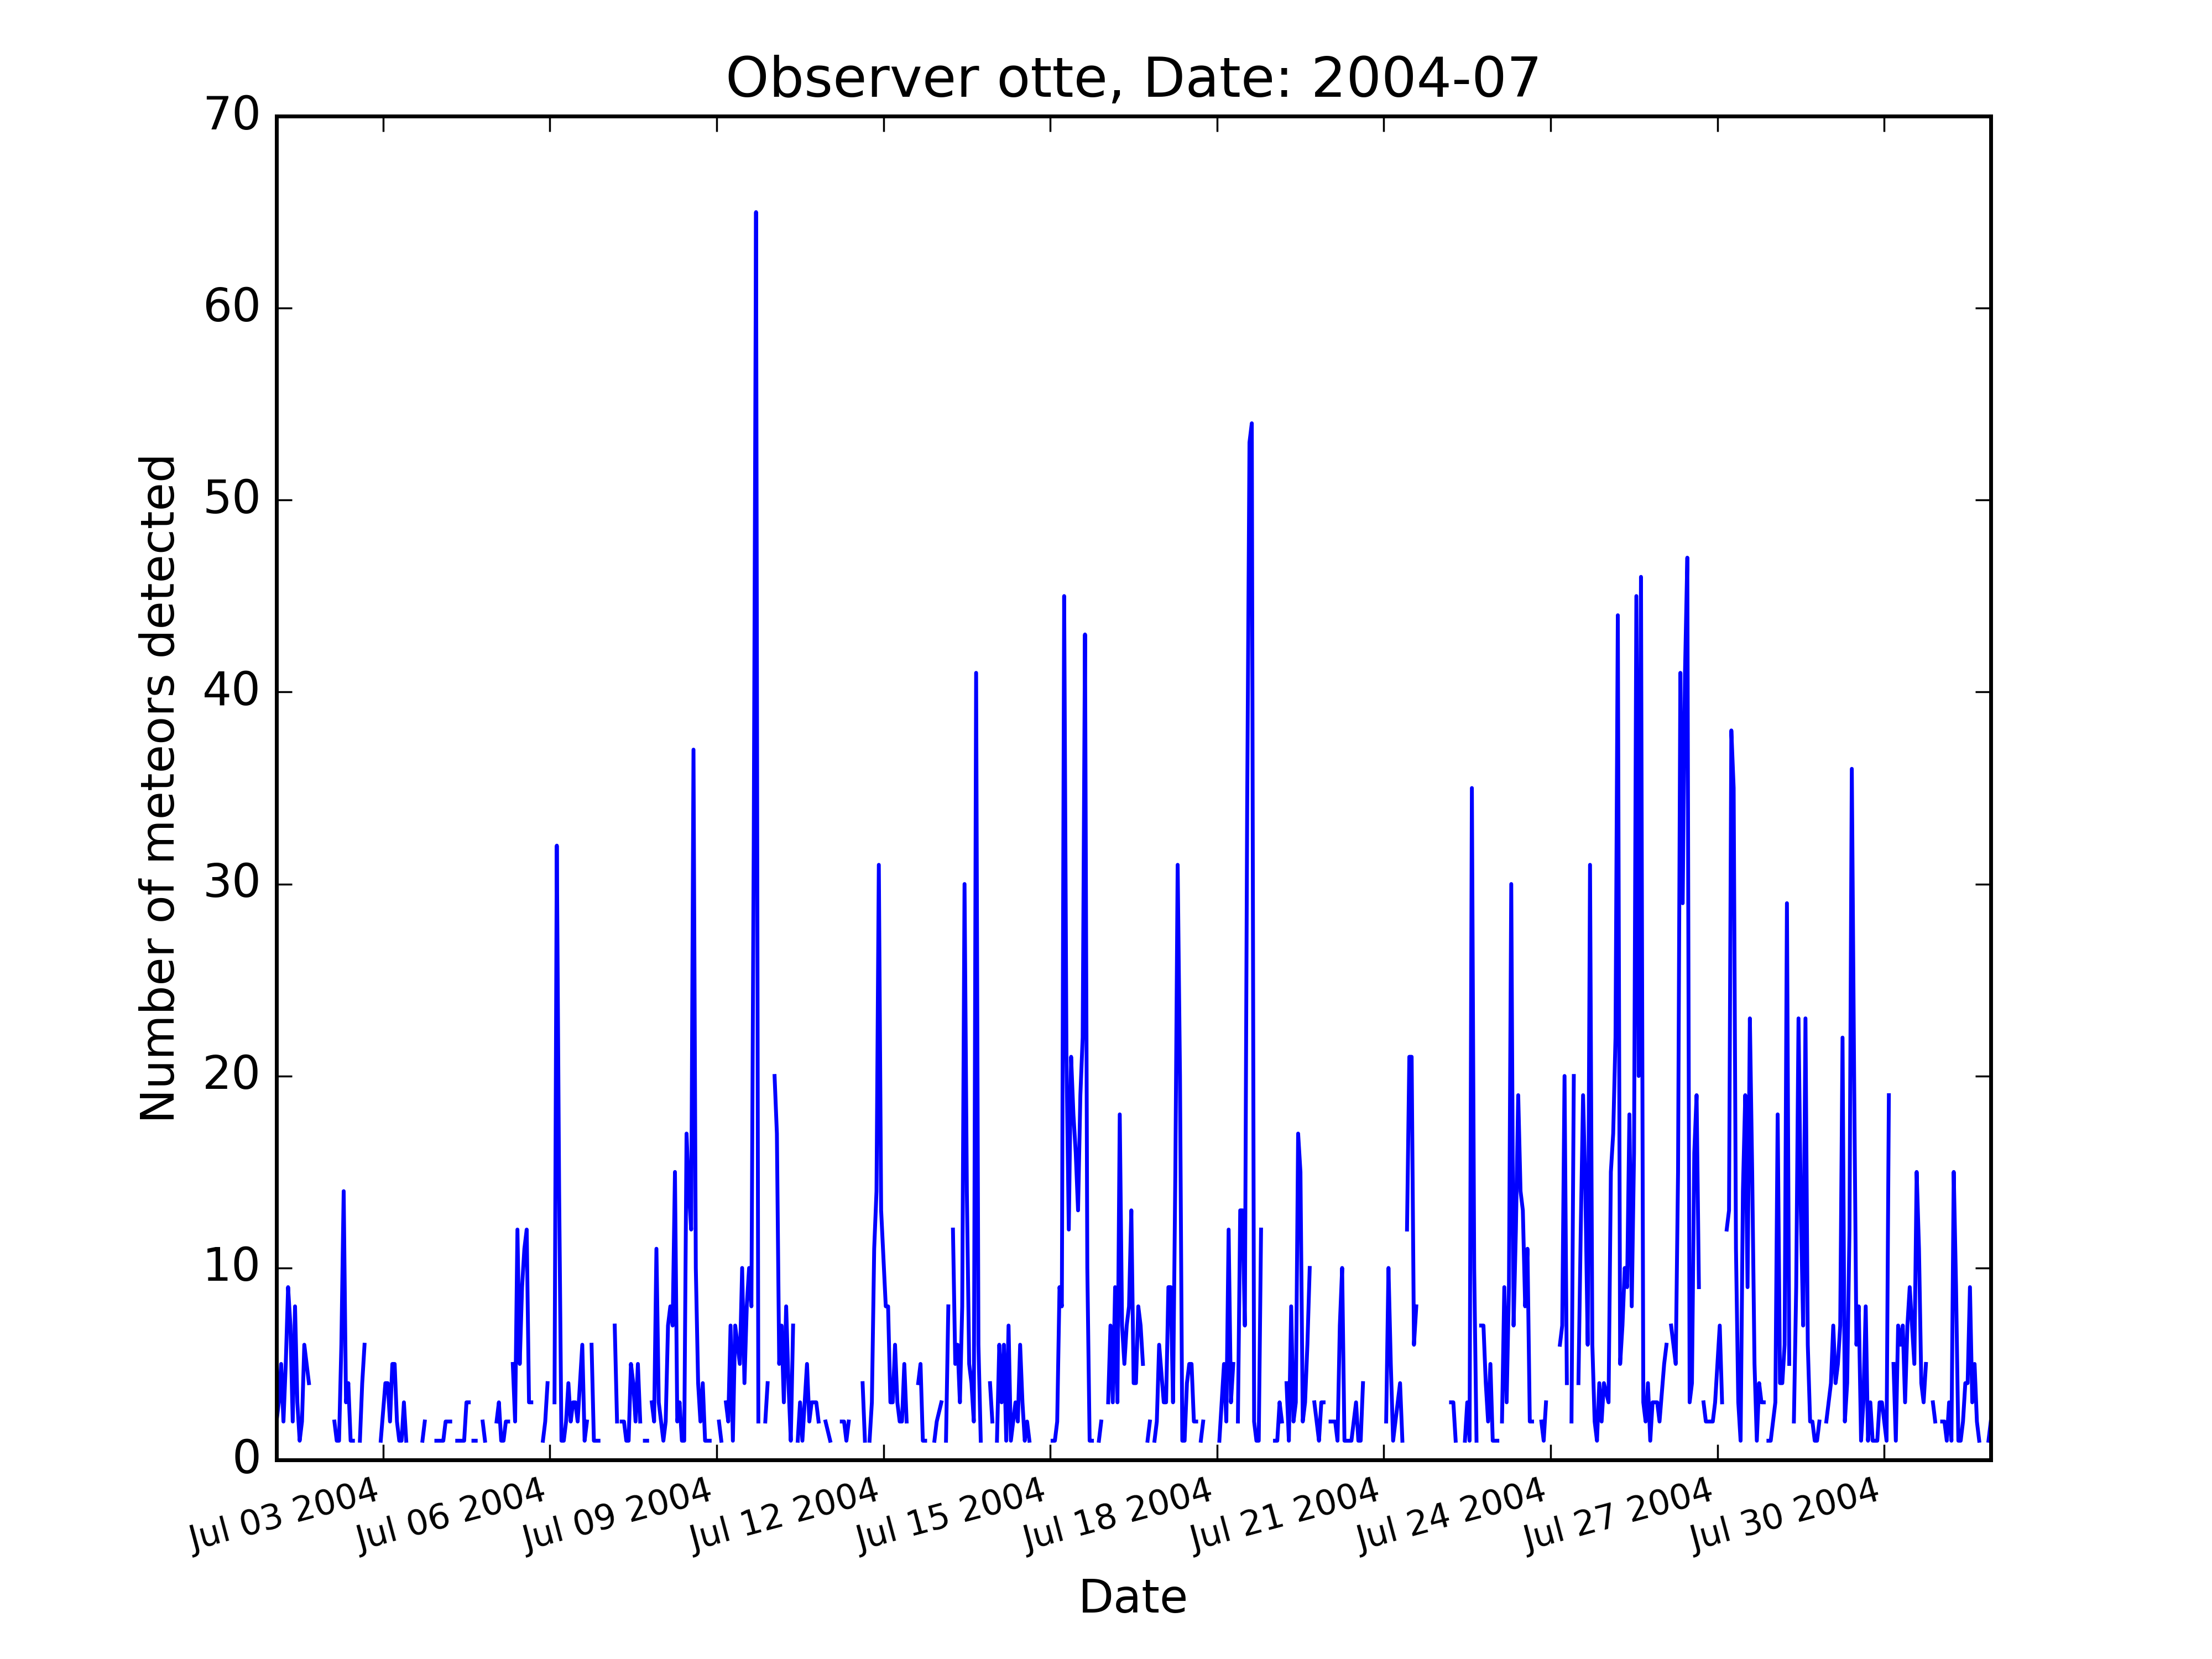 Observer otte, Date: 2004-07
70
60
50
40
30
20
10
0
Number of meteors detected
Jul 03 2004
Jul 06 2004
Jul 09 2004
Jul 12 2004
Jul 15 2004
Jul 18 2004
Jul 21 2004
Jul 24 2004
Jul 27 2004
Jul 30 2004
Date